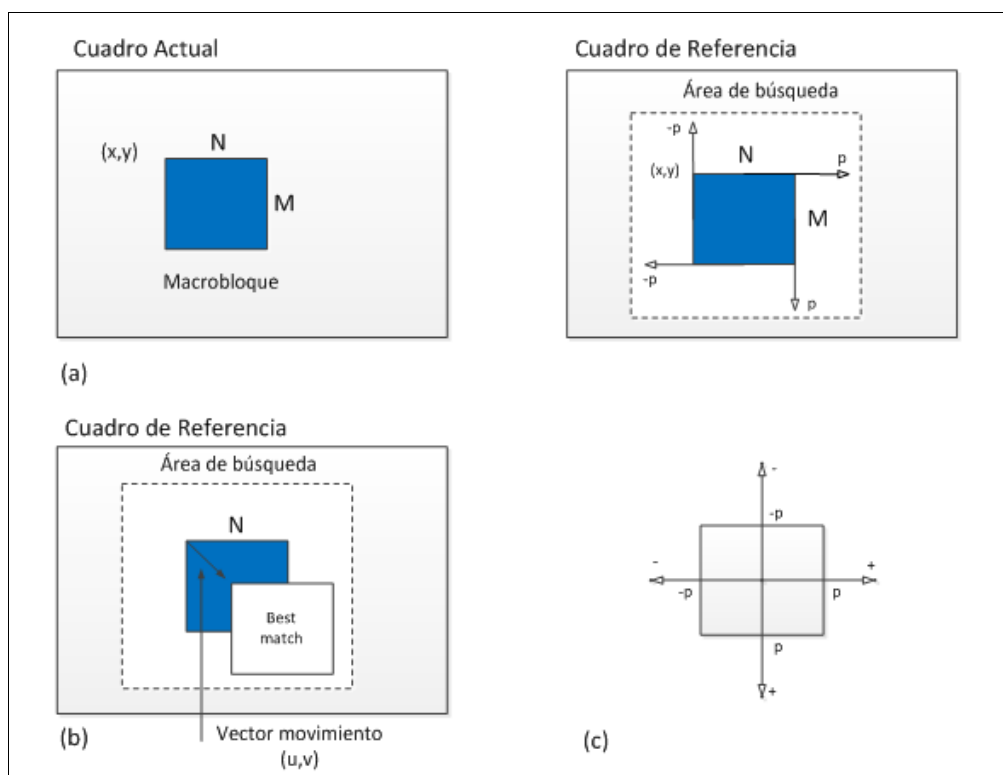 Cuadro Actual
(x,y)
N
M
Macrobloque
Cuadro de Referencia
Área de búsqueda
-p
N
p
(x,y)
M
-p
p
(a)
Cuadro de Referencia
Área de búsqueda
N
Best
match
Vector movimiento
(u,v)
(b)
-
-p
-
+
-p
p
p
+
(c)